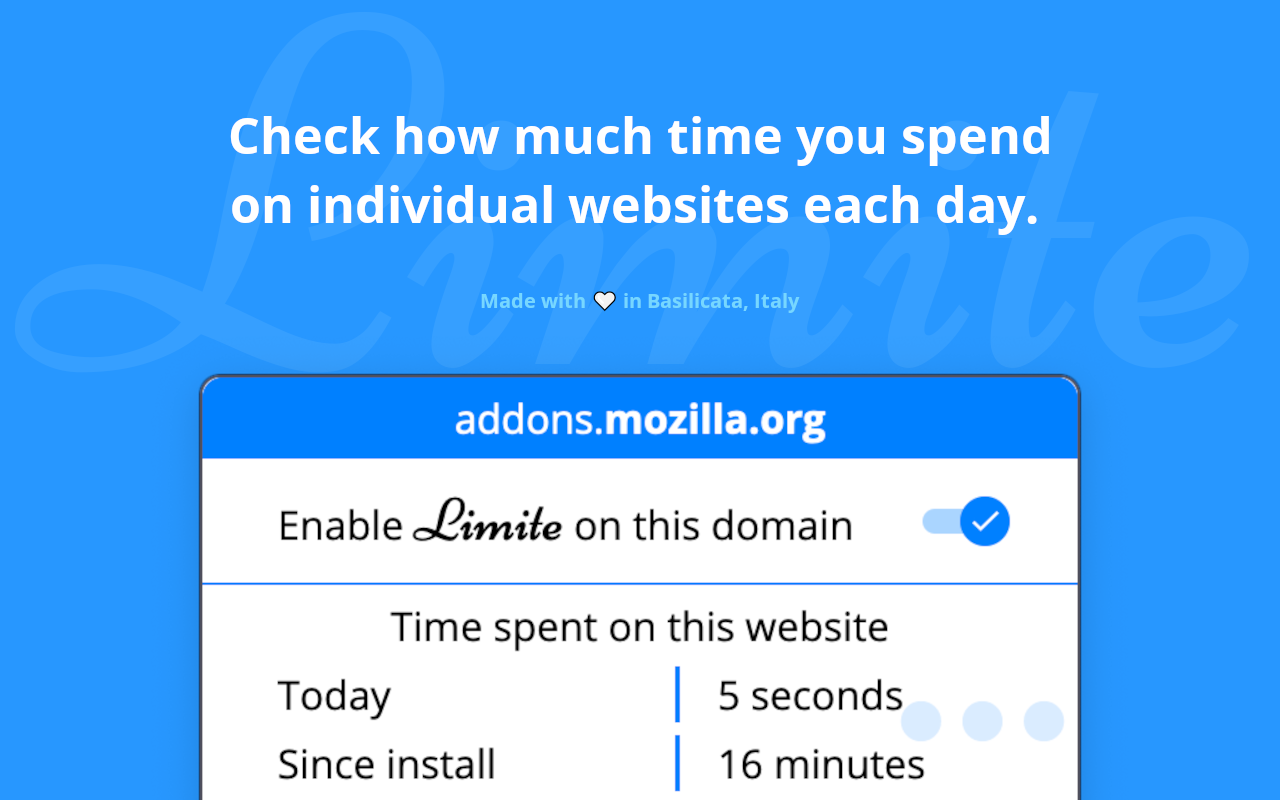 Limite
Check how much time you spend
on individual websites each day.
Made with 🤍 in Basilicata, Italy
addons.mozilla.org
Enable Limite on this domain
Time spent on this website
Today 5 seconds
Since install 16 minutes